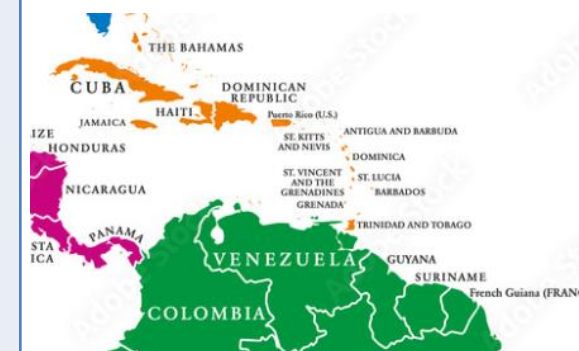 THE BAHAMAS
CUBA
DOMINICAN
REPUBLIC
HAITI
Puerto Rico (U.S.)
JAMAICA
IZE
HONDURAS
ST. KITTS
AND NEVIS
ANTIGUA AND BARBUDA
DOMINICA
ST. VINCENT
AND THE
GRENADINES
ST. LUCIA
BARBADOS
GRENADA
NICARAGUA
TRINIDAD AND TOBAGO
PANAMA
STA
ICA
VENEZUELA
GUYANA
SURINAME
French Guiana (FRAN
COLOMBIA